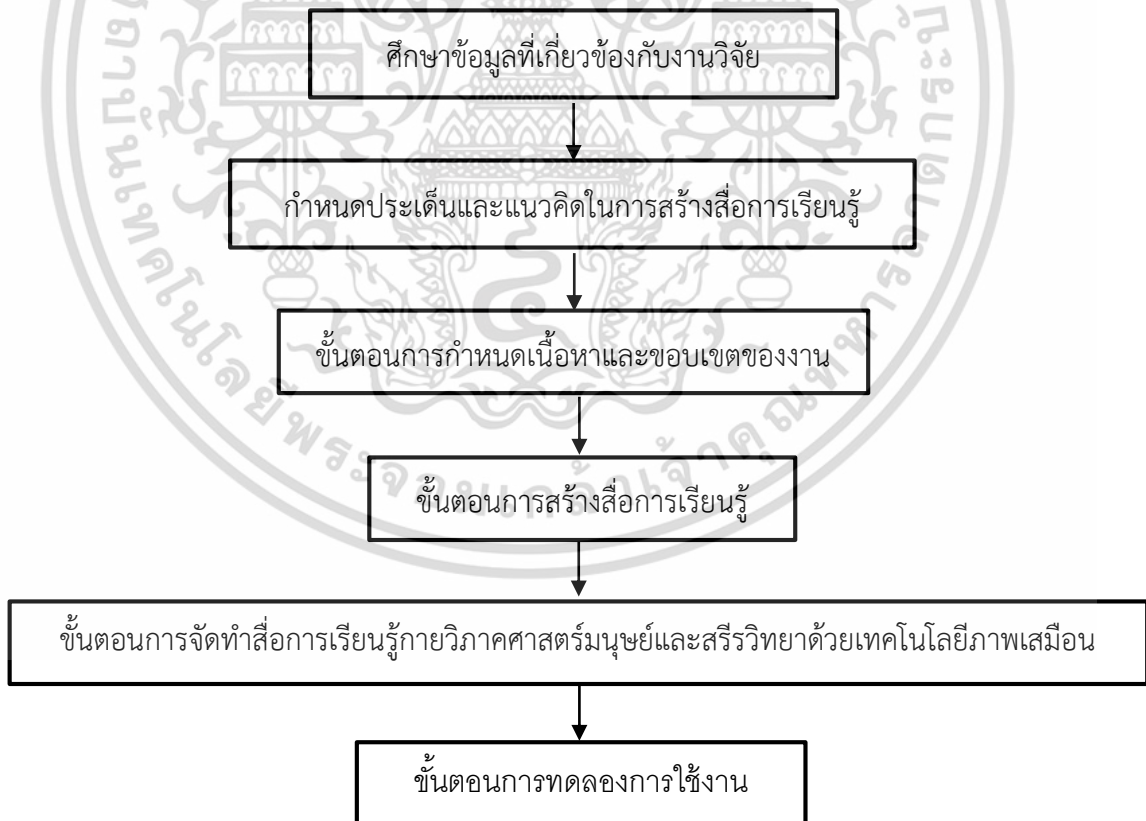 ศึกษาข้อมูลที่เกี่ยวข้องกับงานวิจัย
กำหนดประเด็นและแนวคิดในการสร้างสื่อการเรียนรู้
ขั้นตอนการกำหนดเนื้อหาและขอบเขตของงาน
ขั้นตอนการสร้างสื่อการเรียนรู้
ขั้นตอนการจัดทำสื่อการเรียนรู้กายวิภาคศาสตร์มนุษย์และสรีรวิทยาด้วยเทคโนโลยีภาพเสมือน
ขั้นตอนการทดลองการใช้งาน